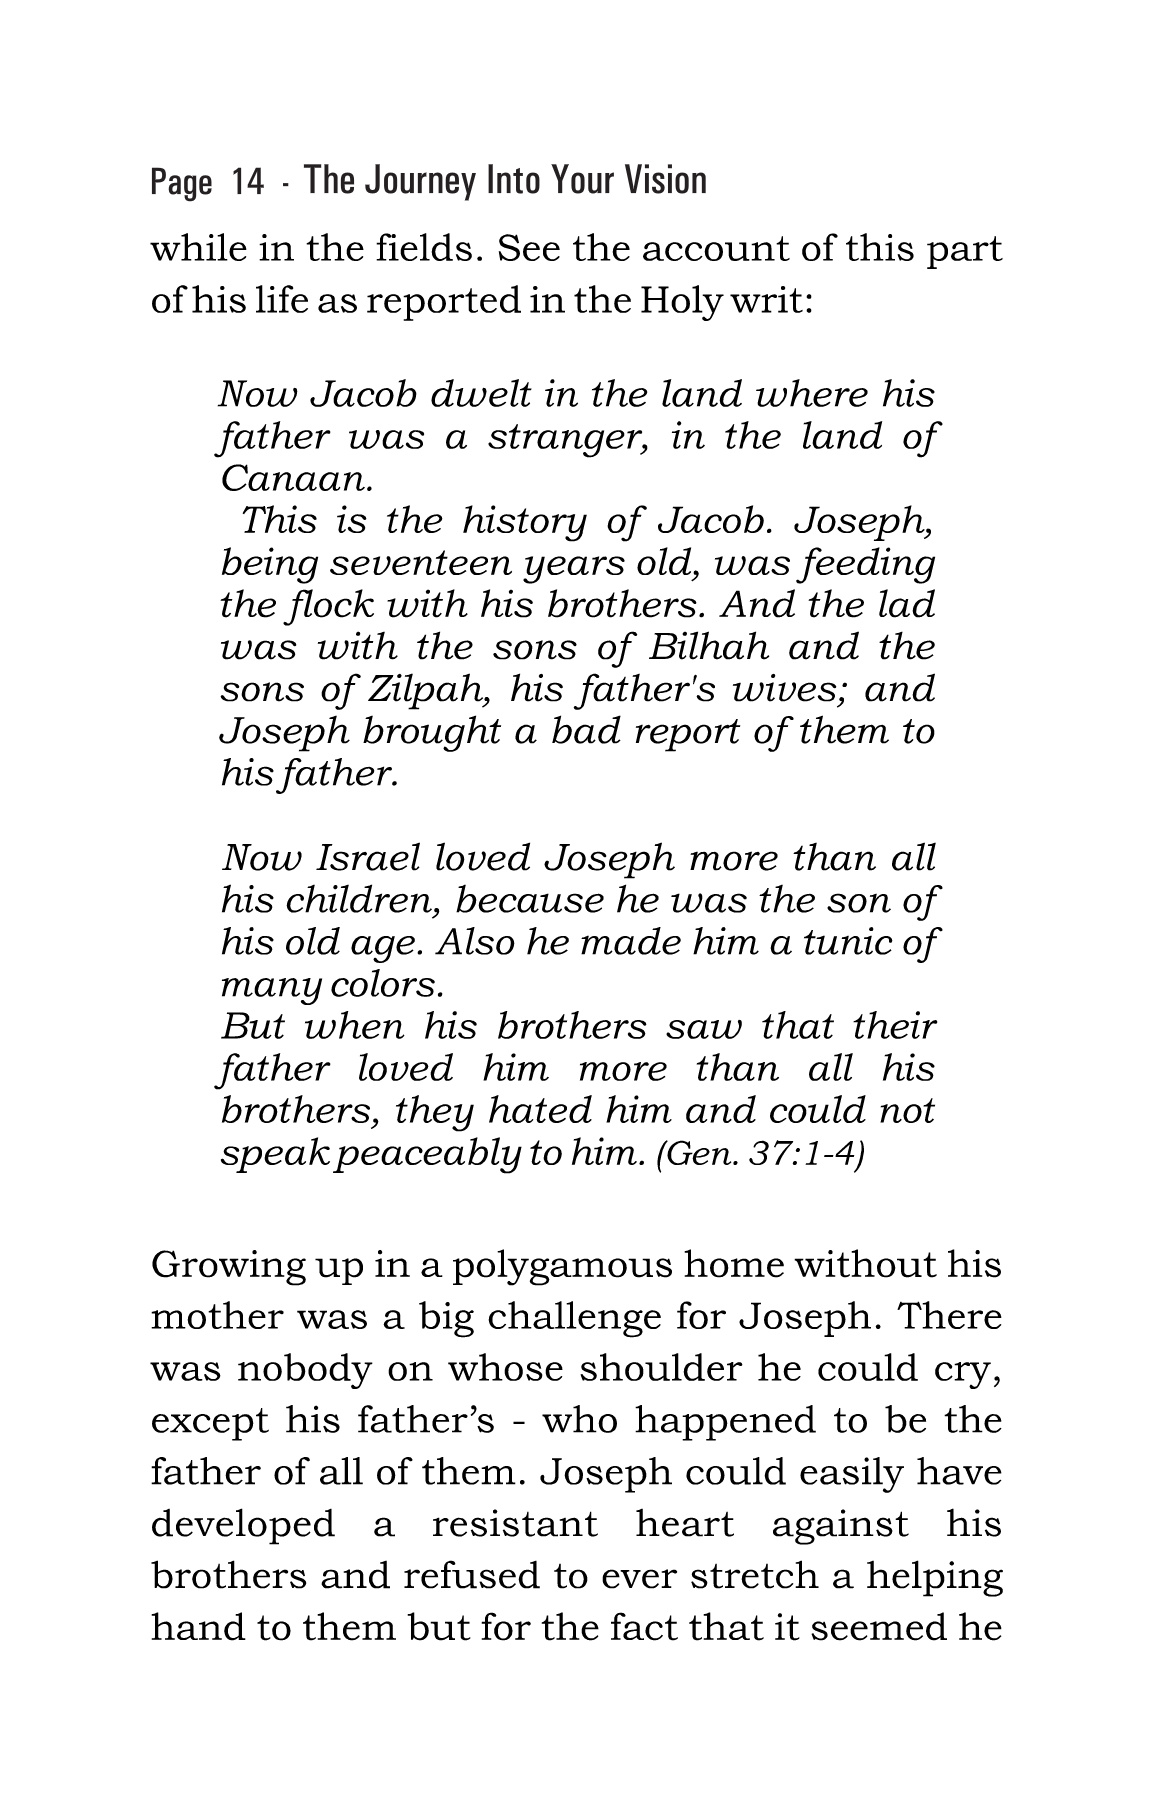 Page 14 - The Journey Into Your Vision
while in the fields. See the account of this part
of his life as reported in the Holy writ:
Now Jacob dwelt in the land where his
father was a stranger, in the land of
Canaan.
This is the history of Jacob. Joseph,
being seventeen years old, was feeding
the flock with his brothers. And the lad
was with the sons of Bilhah and the
sons of Zilpah, his father's wives; and
Joseph brought a bad report of them to
his father.
Now Israel loved Joseph more than all
his children, because he was the son of
his old age. Also he made him a tunic of
many colors.
But when his brothers saw that their
father loved him more than all his
brothers, they hated him and could not
speak peaceably to him. (Gen. 37:1-4)
Growing up in a polygamous home without his
mother was a big challenge for Joseph. There
was nobody on whose shoulder he could cry,
except his father’s - who happened to be the
father of all of them. Joseph could easily have
developed a resistant heart against his
brothers and refused to ever stretch a helping
hand to them but for the fact that it seemed he